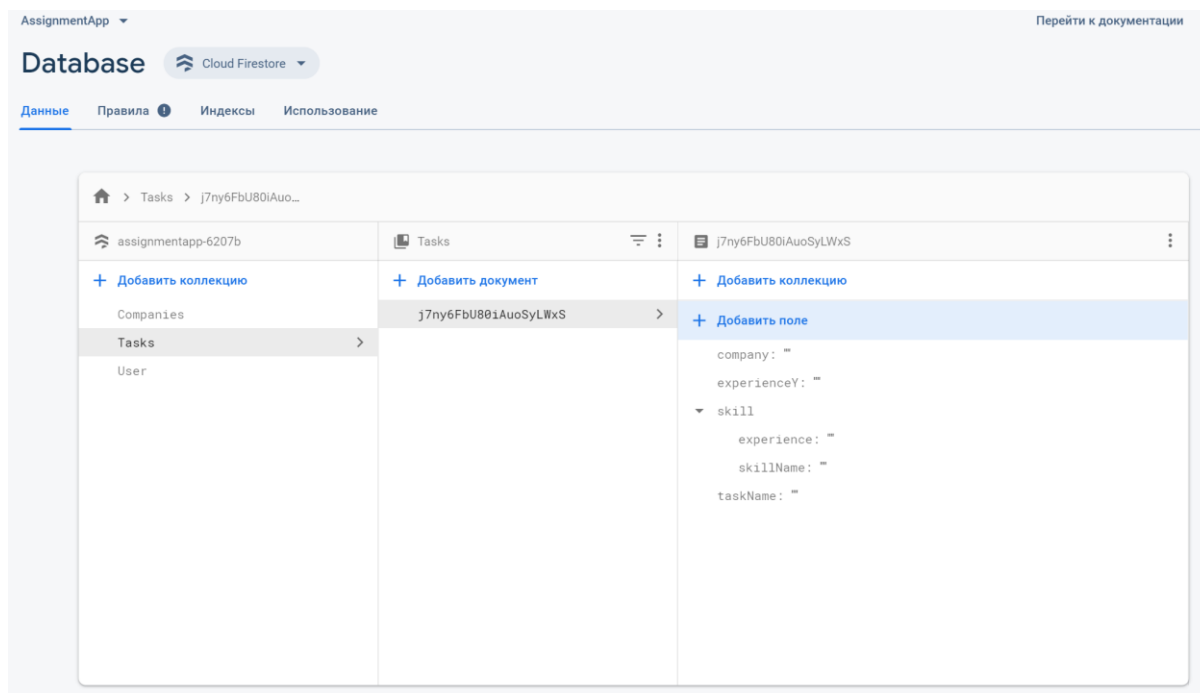 AssignmentApp
Перейти к документации
Database
Cloud Firestore
Данные
Правила
Индексы
Использование
> Tasks > j7ny6FbU80iAuo...
assignmentapp-6207b
Tasks
j7ny6FbU80iAuoSyLWxS
+ Добавить коллекцию
+ Добавить документ
+ Добавить коллекцию
Companies
j7ny6FbU80iAuoSyLWxS
+ Добавить поле
Tasks
User
company: ""
experienceY: ""
skill
experience: ""
skillName: ""
taskName: ""